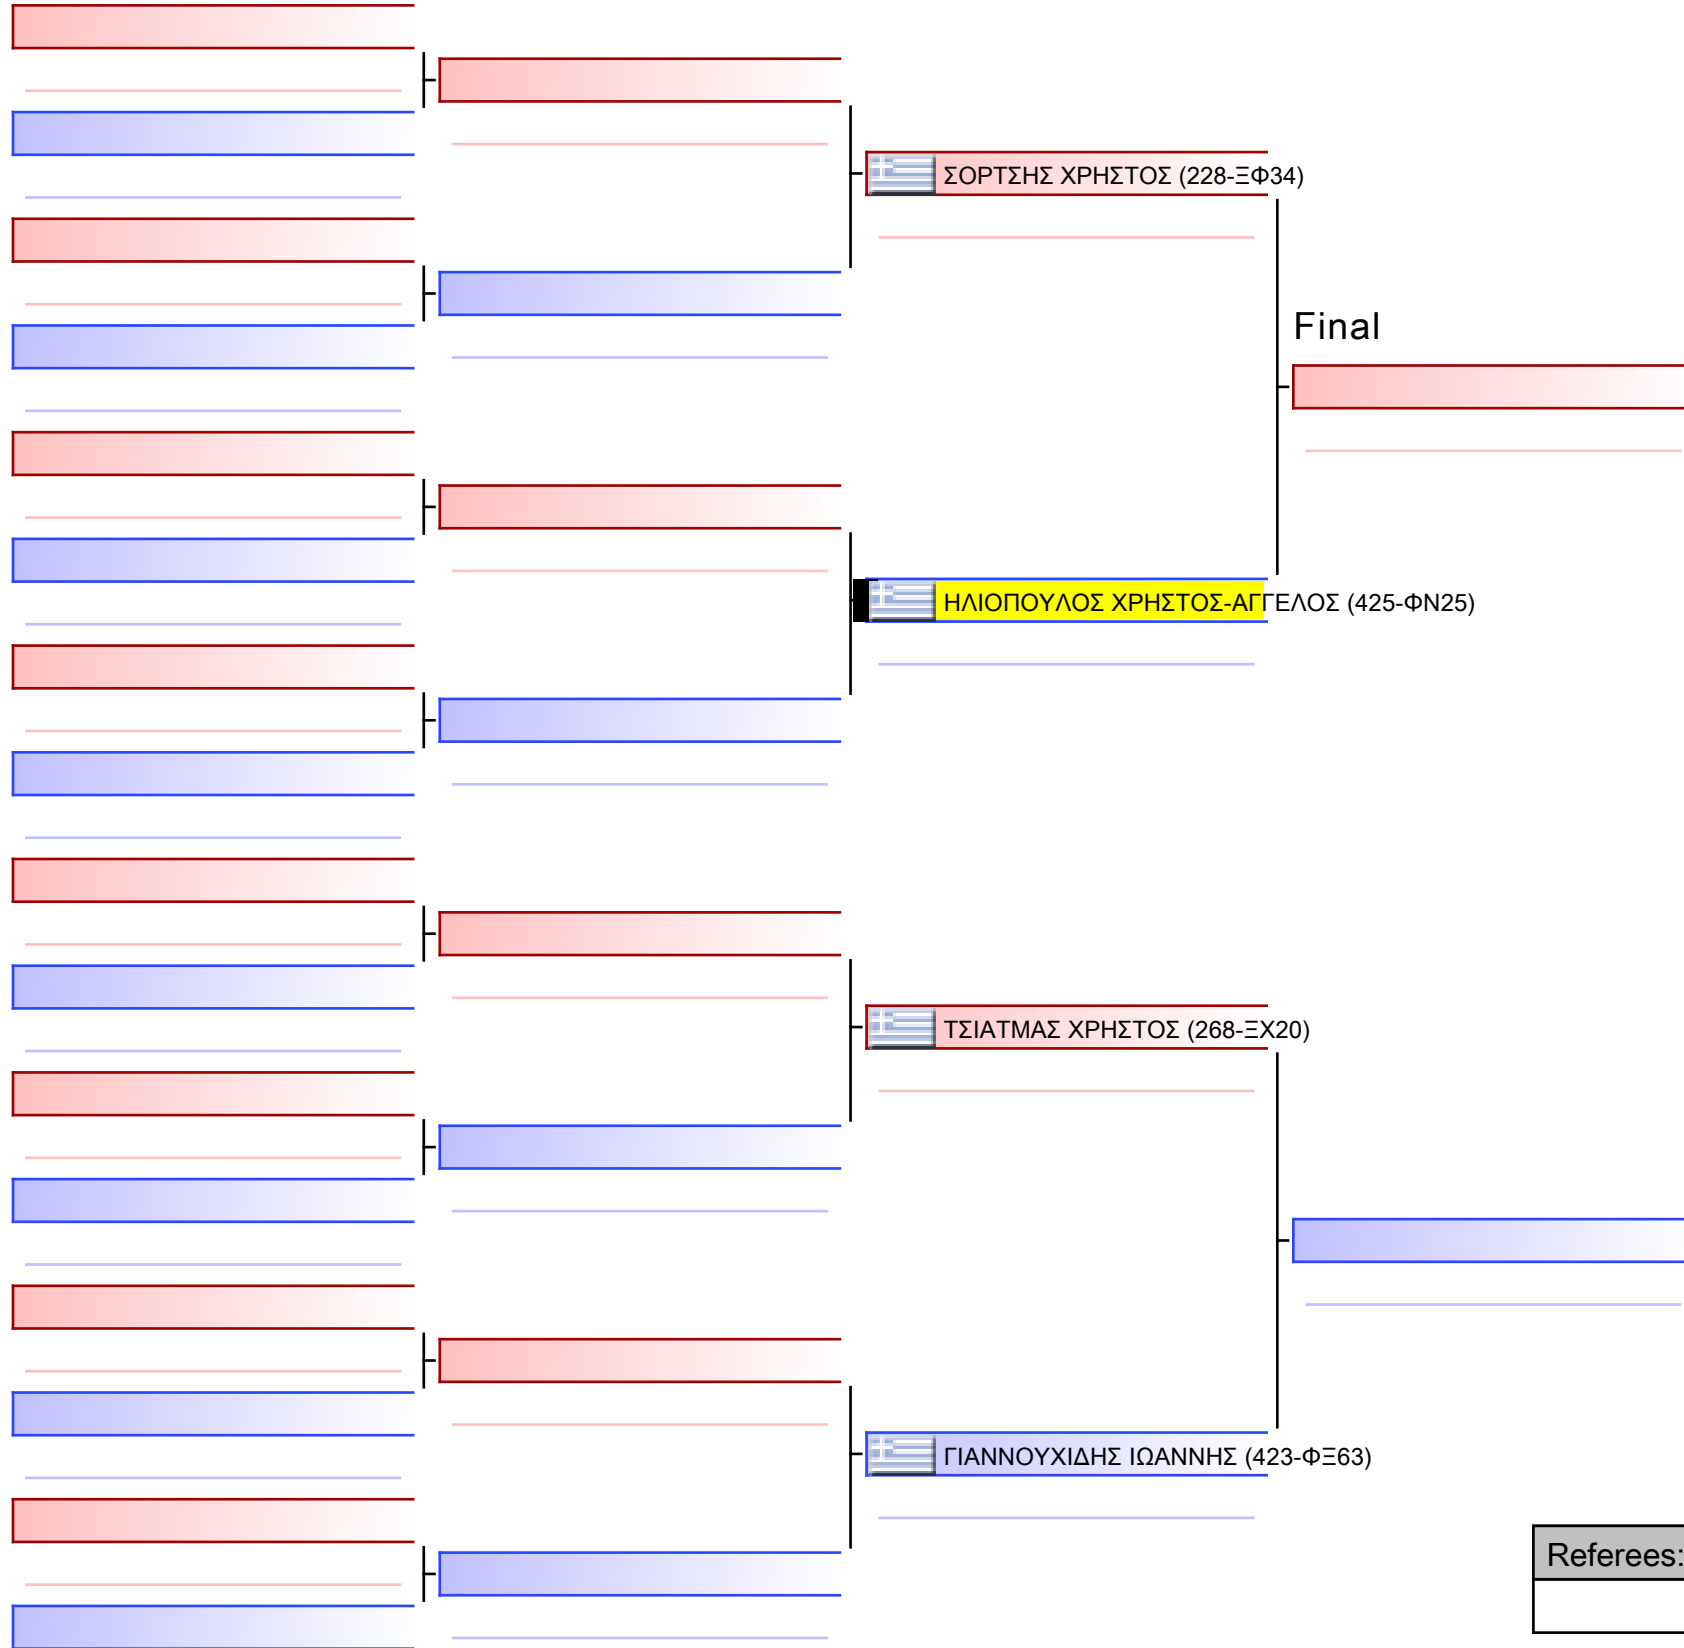 ΣΟΡΤΣΗΣ ΧΡΗΣΤΟΣ (228-ΞΦ34)
Final
ΗΛΙΟΠΟΥΛΟΣ ΧΡΗΣΤΟΣ-ΑΓΓΕΛΟΣ (425-ΦΝ25)
ΤΣΙΑΤΜΑΣ ΧΡΗΣΤΟΣ (268-ΞΧ20)
ΓΙΑΝΝΟΥΧΙΔΗΣ ΙΩΑΝΝΗΣ (423-ΦΞ63)
Referees: